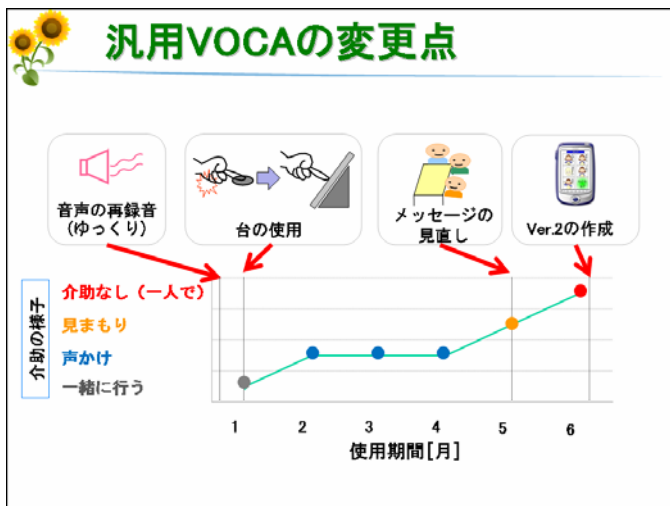 汎用VOCAの変更点
音声の再録音
(ゆっくり)
台の使用
メッセージの
見直し
Ver.2の作成
介助の様子
介助なし（一人で）
見まもり
声かけ
一緒に行う
1 2 3 4 5 6
使用期間[月]